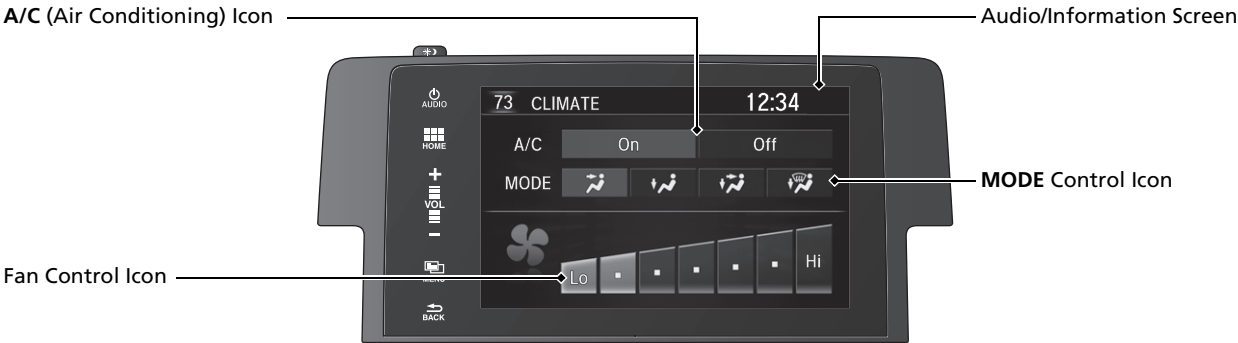 A/C (Air Conditioning) Icon
Audio/Information Screen
AUDIO
73 CLIMATE 12:34
HOME
A/C On Off
MODE
MODE Control Icon
VOL
Fan Control Icon
Lo
Hi
MENU
BACK